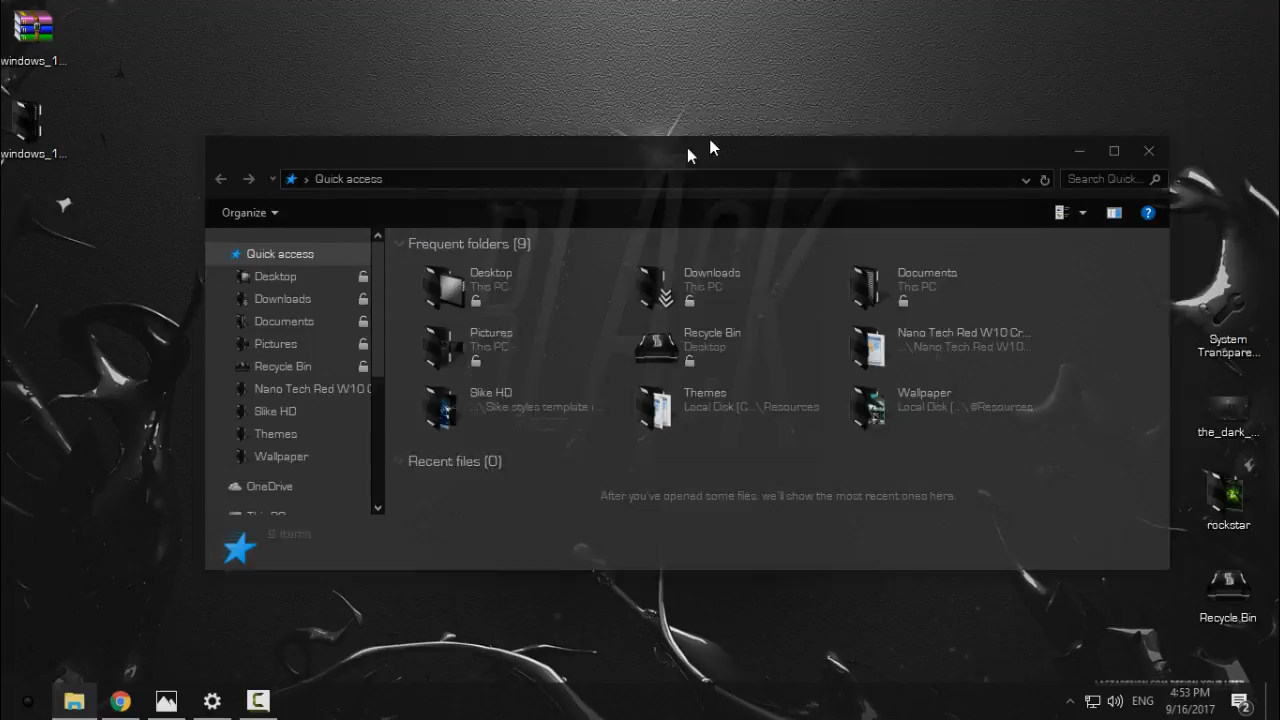 windows_1...
windows_1...
Quick access
Search Quick...
Organize
?
Quick access
Desktop
Downloads
Documents
Pictures
Recycle Bin
Nano Tech Red W10 C
Slike HD
Themes
Wallpaper
OneDrive
This PC
9 items
Frequent folders (9)
Desktop
This PC
Downloads
This PC
Documents
This PC
Pictures
This PC
Recycle Bin
Desktop
Nano Tech Red W10 Cr...
...\Nano Tech Red W10...
Slike HD
...\Slike styles template i...
Themes
Local Disk (C...\Resources
Wallpaper
Local Disk (...\@Resources
Recent files (0)
After you've opened some files, we'll show the most recent ones here.
BLACK
System
Transpare...
the_dark_...
rockstar
Recycle Bin
ENG
4:53 PM
9/16/2017
2